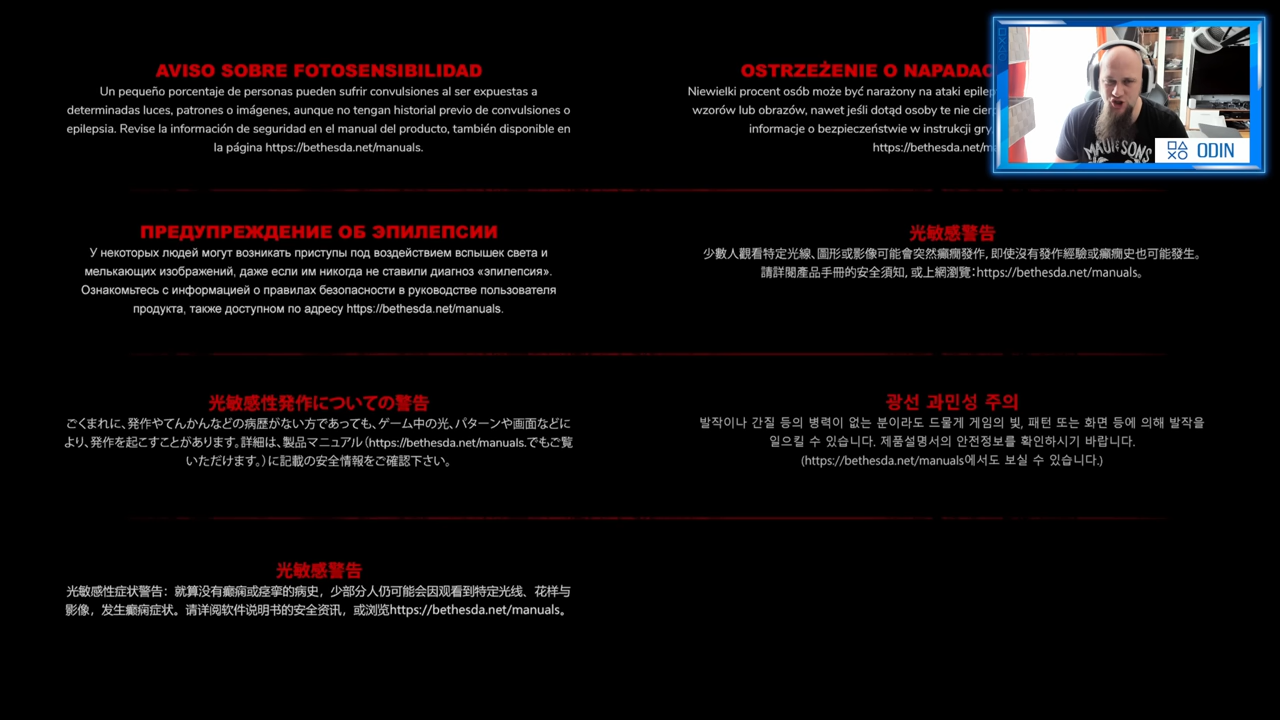 AVISO SOBRE FOTOSENSIBILIDAD
Un pequeño porcentaje de personas pueden sufrir convulsiones al ser expuestas a
determinadas luces, patrones o imágenes, aunque no tengan historial previo de convulsiones o
epilepsia. Revise la información de seguridad en el manual del producto, también disponible en
la página https://bethesda.net/manuals.
OSTRZEŻENIE O
Niewielki procent osób może być narażony na ataki
wzorów lub obrazów, nawet jeśli dotąd osoby te nie
informacje o bezpieczeństwie w instrukcji gry,
ODIN
ПРЕДУПРЕЖДЕНИЕ ОБ ЭПИЛЕПСИИ
У некоторых людей могут возникать приступы под воздействием вспышек света и
мелькающих изображений, даже если им никогда не ставили диагноз «эпилепсия».
Ознакомьтесь с информацией о правилах безопасности в руководстве пользователя
продукта, также доступном по адресу https://bethesda.net/manuals.
光敏感警告
少數人觀看特定光線、圖形或影像可能會突然癲癇發作，即使沒有發作經驗或癲癇史也可能發生。
請詳閱產品手冊的安全須知，或上網瀏覽：https://bethesda.net/manuals。
光敏感性発作についての警告
ごくまれに、発作やてんかんなどの病歴がない方であっても、ゲーム中の光、パターンや画面などに
より、発作を起こすことがあります。詳細は、製品マニュアル（https://bethesda.net/manuals.でもご覧
いただけます。）に記載の安全情報をご確認下さい。
광선 과민성 주의
발작이나 간질 등의 병력이 없는 분이라도 드물게 게임의 빛, 패턴 또는 화면 등에 의해 발작을
일으킬 수 있습니다. 제품설명서의 안전정보를 확인하시기 바랍니다.
(https://bethesda.net/manuals에서도 보실 수 있습니다.)
光敏感警告
光敏感性症状警告：就算没有癫痫或痉挛的病史，少部分人仍可能会因观看到特定光线、花样与
影像，发生癫痫症状。请详阅软件说明书的安全资讯，或浏览https://bethesda.net/manuals。